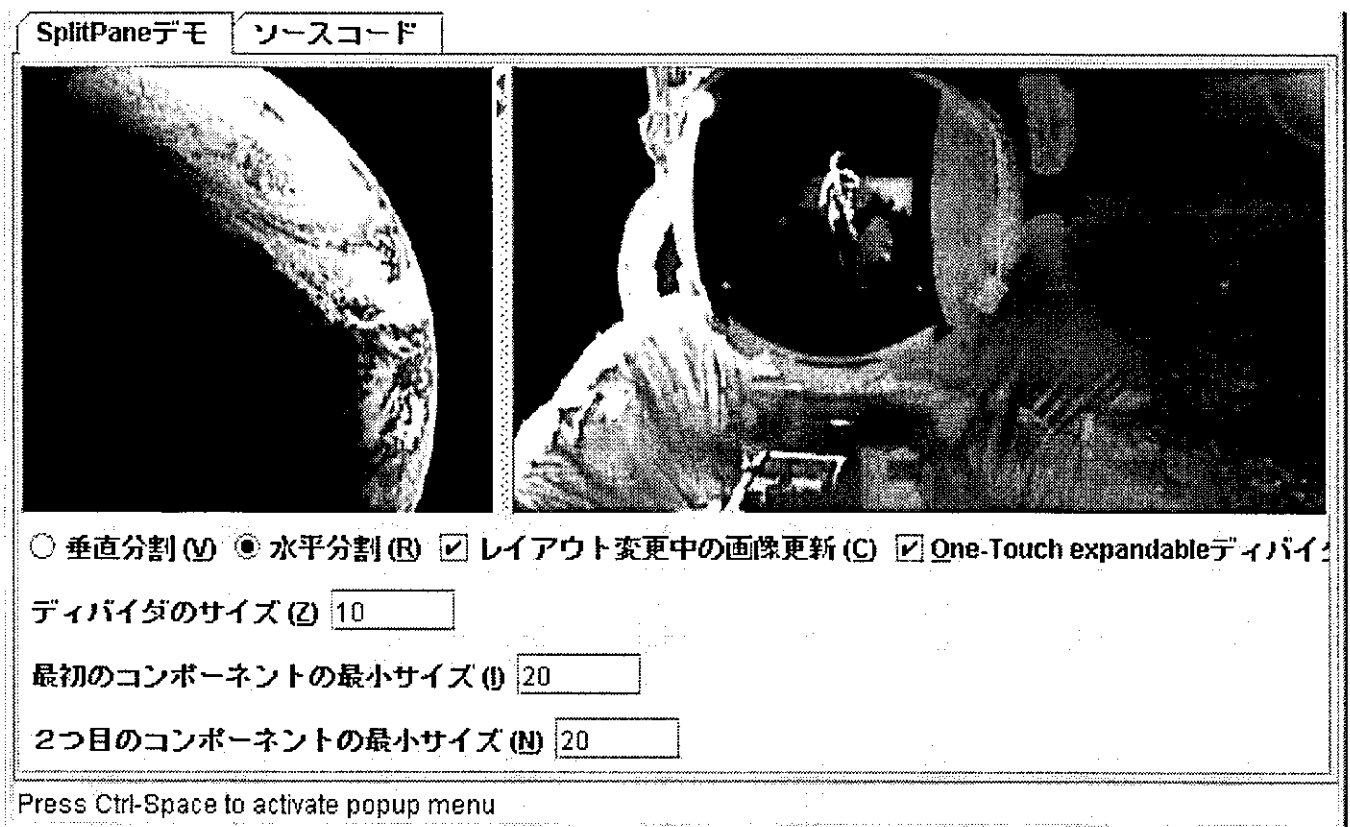 SplitPaneデモ ソースコード
垂直分割 (V) 水平分割 (R) レイアウト変更中の画像更新 (C) One-Touch expandableディバイ
ディバイダのサイズ (Z) 10
最初のコンポーネントの最小サイズ (I) 20
2つ目のコンポーネントの最小サイズ (N) 20
Press Ctrl-Space to activate popup menu